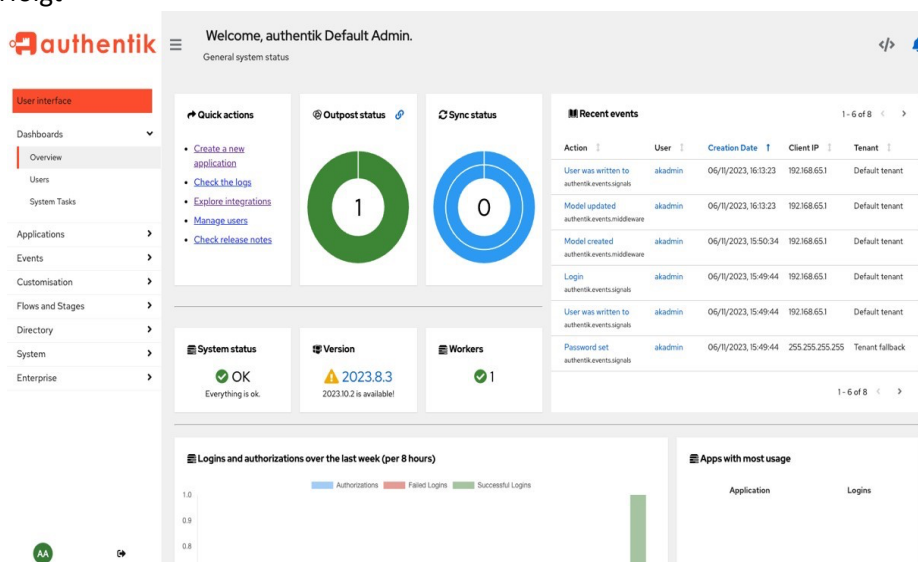 authentik
Welcome, authentik Default Admin.
General system status
User interface
Dashboards
Overview
Users
System Tasks
Applications
Events
Customisation
Flows and Stages
Directory
System
Enterprise
AA
Quick actions
Create a new
application
Check the logs
Explore integrations
Manage users
Check release notes
Outpost status
1
Sync status
0
Recent events
1 - 6 of 8
Action User Creation Date Client IP Tenant
User was written to akadmin 06/11/2023, 16:13:23 192.168.65.1 Default tenant
authentik.events.signals
Model updated akadmin 06/11/2023, 16:13:23 192.168.65.1 Default tenant
authentik.events.middleware
Model created akadmin 06/11/2023, 15:50:34 192.168.65.1 Default tenant
authentik.events.middleware
Login akadmin 06/11/2023, 15:49:44 192.168.65.1 Default tenant
authentik.events.signals
User was written to akadmin 06/11/2023, 15:49:44 192.168.65.1 Default tenant
authentik.events.signals
Password set akadmin 06/11/2023, 15:49:44 255.255.255.255 Tenant fallback
authentik.events.signals
1 - 6 of 8
System status
OK
Everything is ok.
Version
2023.8.3
2023.10.2 is available!
Workers
1
Logins and authorizations over the last week (per 8 hours)
Authorizations Failed Logins Successful Logins
1.0
0.9
0.8
Apps with most usage
Application Logins